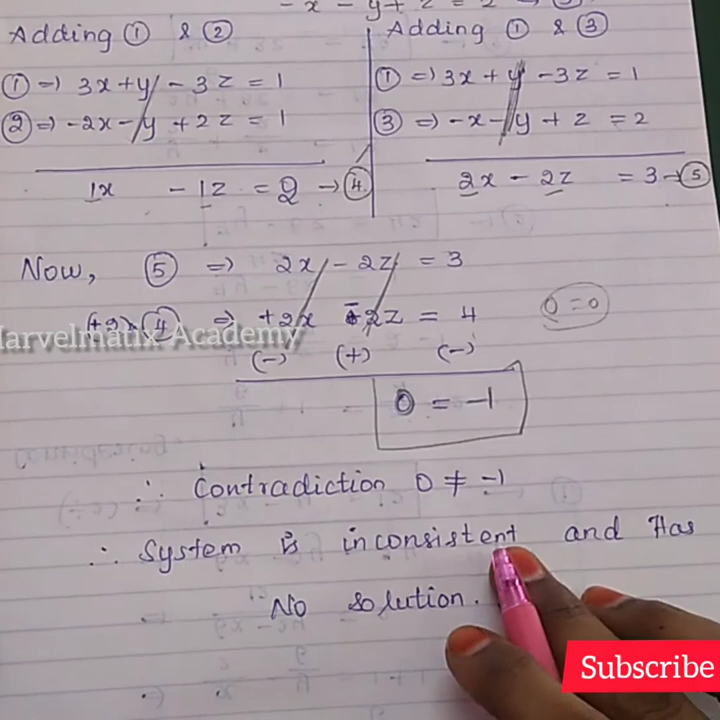 - x - y + z = 2
Adding ① & ②
① => 3x + y - 3z = 1
② => -2x - y + 2z = 1
1x - 1z = 2 → ④
Adding ① & ③
① => 3x + y - 3z = 1
③ => -x - y + z = 2
2x - 2z = 3 → ⑤
Now, ⑤ => 2x - 2z = 3
④ => +2x - 2z = 4
0 = 0
(-) (+) (-)
0 = -1
∴ Contradiction 0 ≠ -1
∴ System is inconsistent and Has
No solution.
Marvelmatix Academy
Subscribe